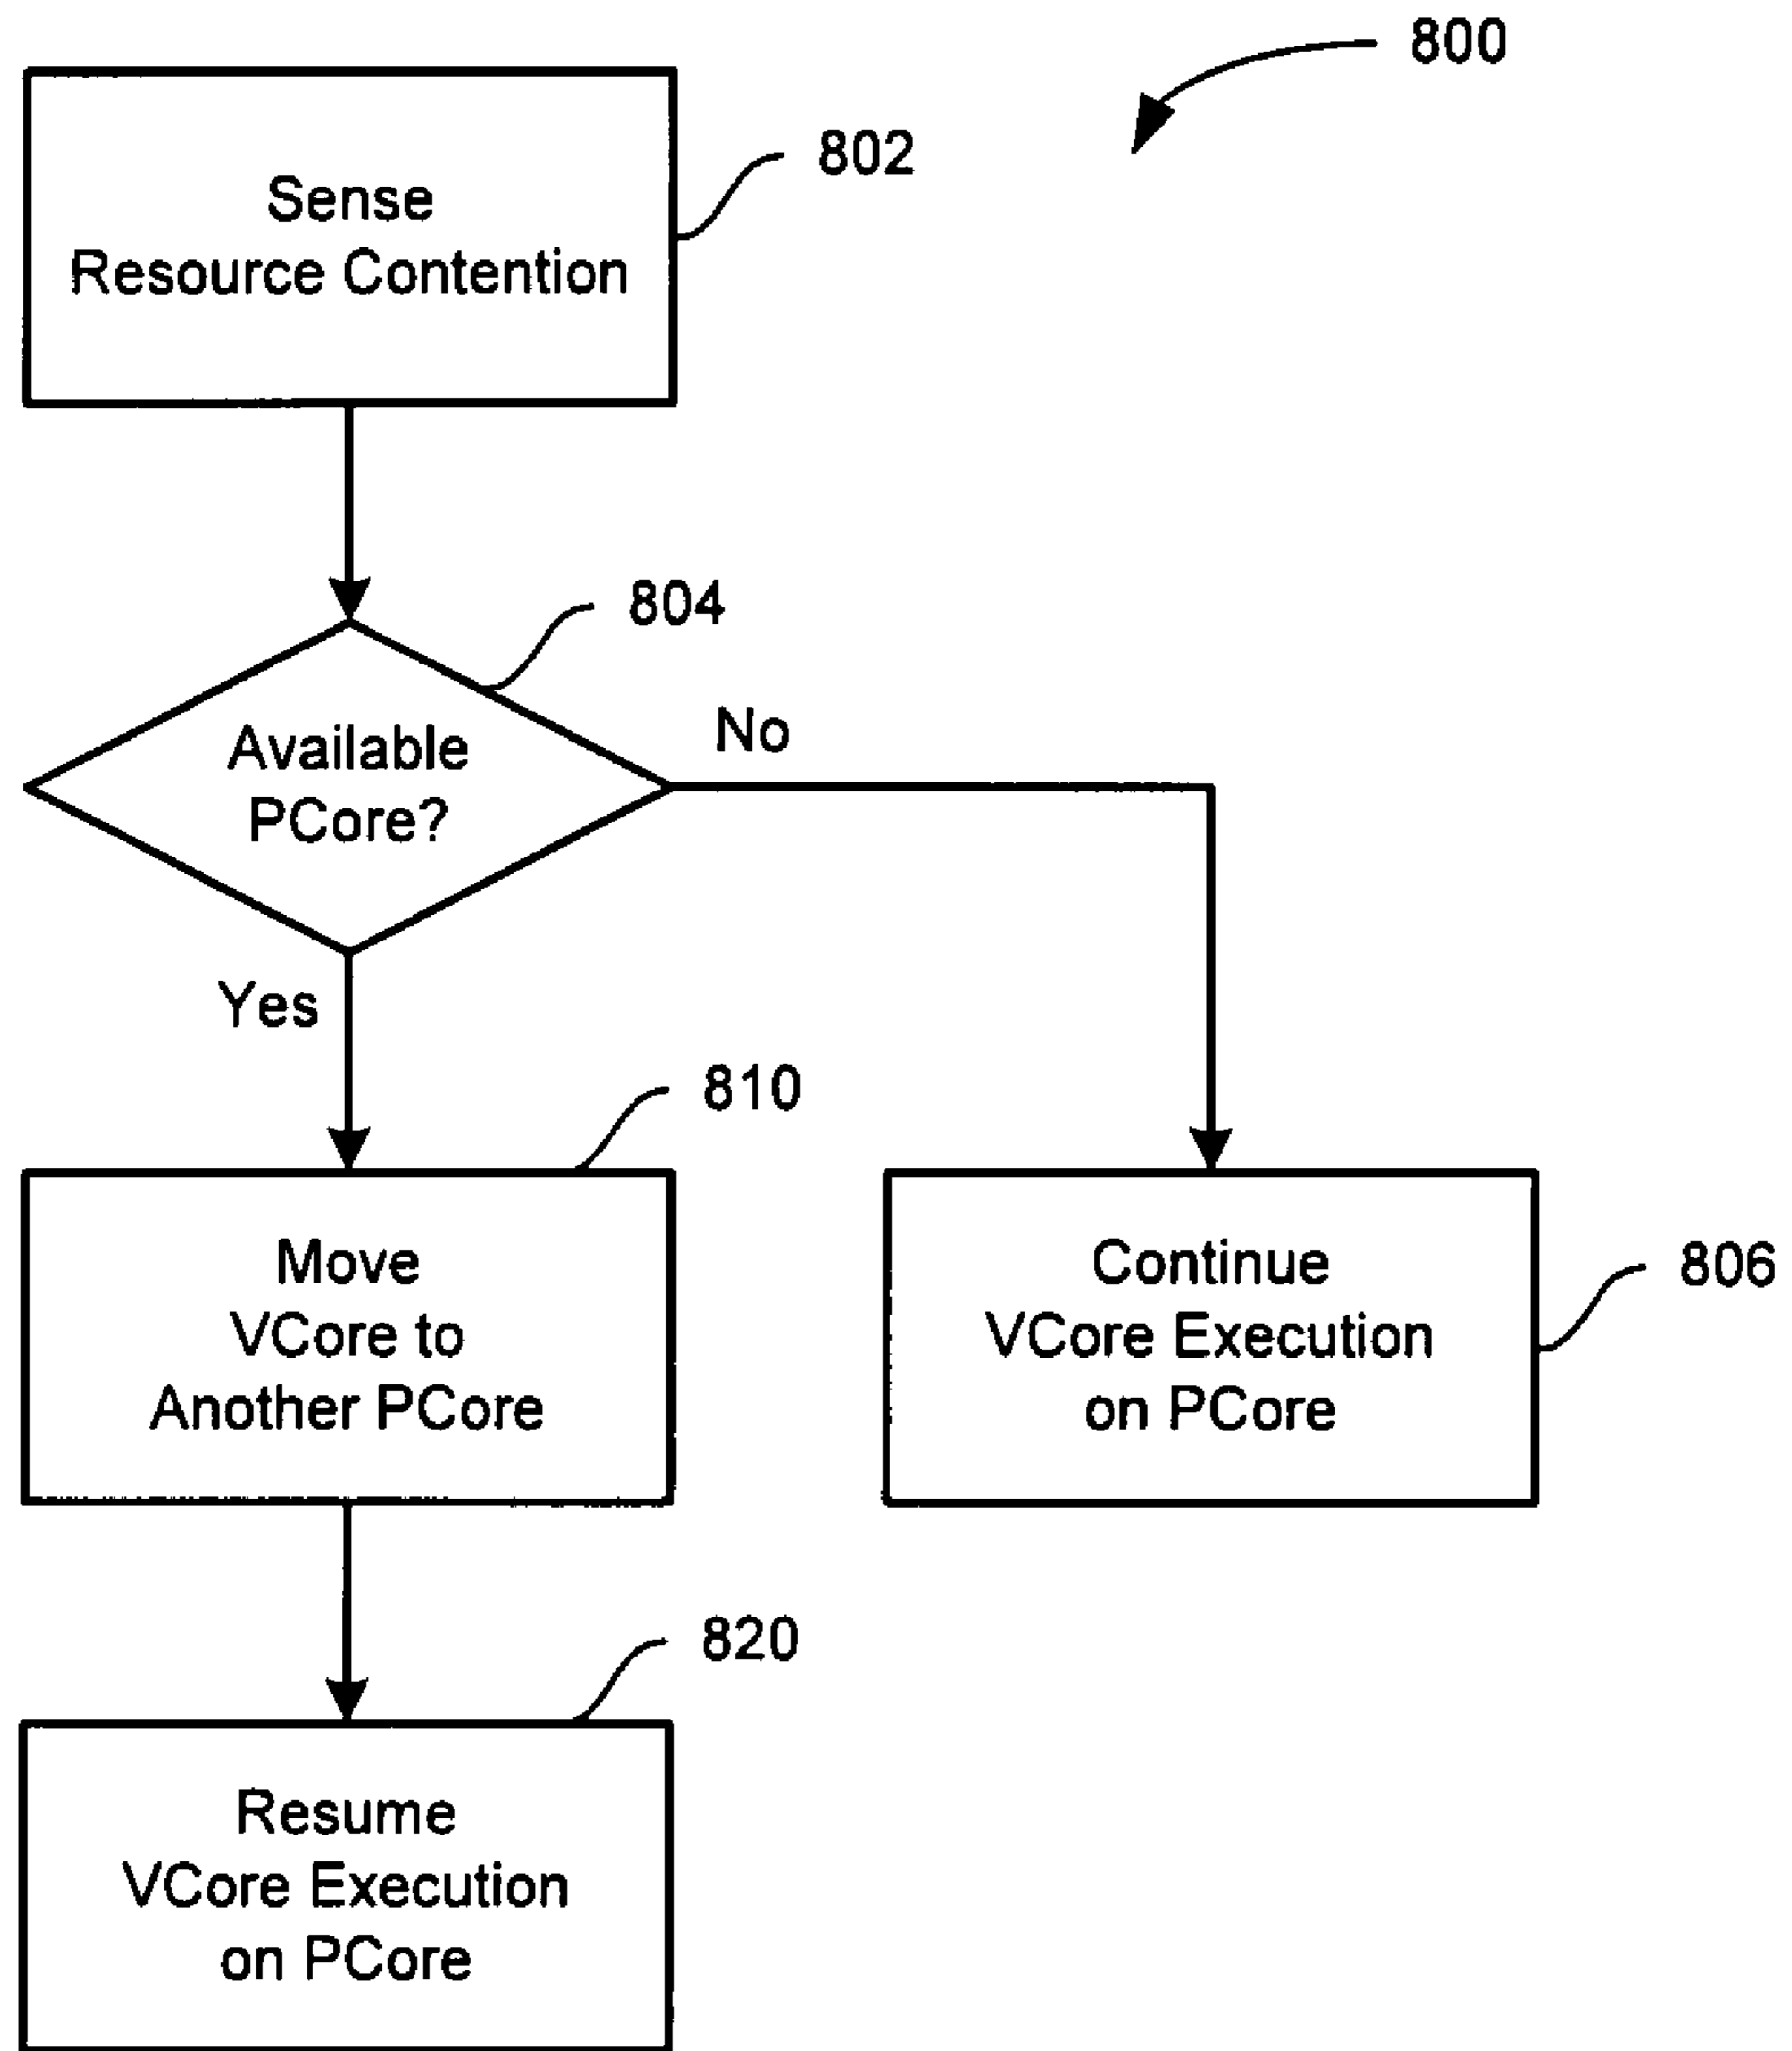 800
Sense
Resource Contention
802
804
Available
PCore?
No
Yes
810
Move
VCore to
Another PCore
Continue
VCore Execution
on PCore
806
820
Resume
VCore Execution
on PCore